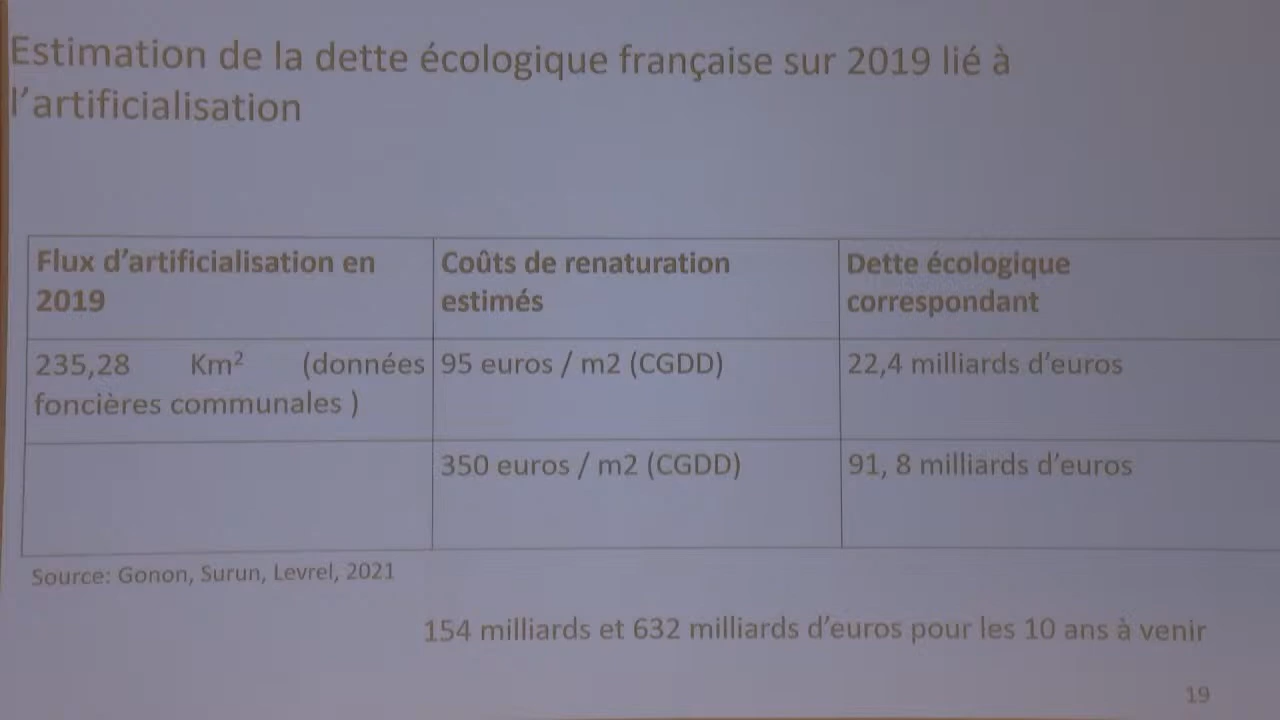 Estimation de la dette écologique française sur 2019 lié à
l'artificialisation
Flux d'artificialisation en
2019
Coûts de renaturation
estimés
Dette écologique
correspondant
235,28 Km² (données
foncières communales )
95 euros / m2 (CGDD)
22,4 milliards d'euros
350 euros / m2 (CGDD)
91, 8 milliards d'euros
Source: Gonon, Surun, Levrel, 2021
154 milliards et 632 milliards d'euros pour les 10 ans à venir
19